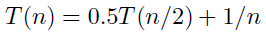 T(n) = 0.5T(n/2) + 1/n